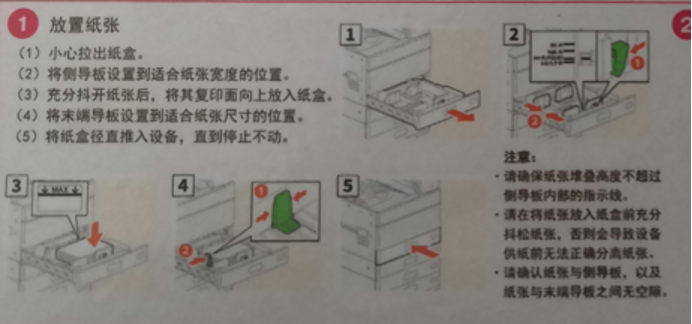 1 放置纸张
(1)小心拉出纸盒。
(2)将侧导板设置到适合纸张宽度的位置。
(3)充分抖开纸张后,将其复印面向上放入纸盒。
(4)将末端导板设置到适合纸张尺寸的位置。
(5)将纸盒径直推入设备,直到停止不动。
1
2
1
2
2
3
MAX
4
1
2
5
注意:
· 请确保纸张堆叠高度不超过
侧导板内部的指示线。
· 请在将纸张放入纸盒前充分
抖松纸张,否则会导致设备
供纸前无法正确分离纸张。
· 请确认纸张与侧导板,以及
纸张与末端导板之间无空隙。